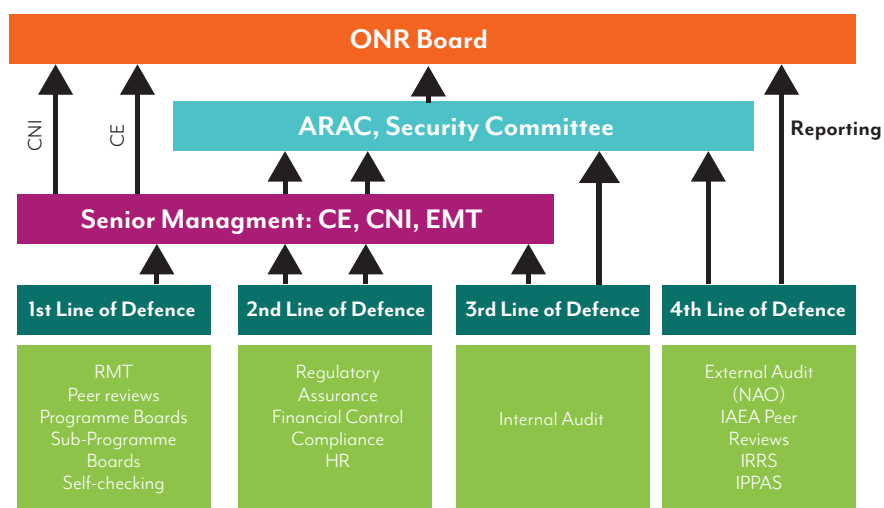 ONR Board
CNI
CE
ARAC, Security Committee
Reporting
Senior Managment: CE, CNI, EMT
1st Line of Defence
2nd Line of Defence
3rd Line of Defence
4th Line of Defence
RMT
Peer reviews
Programme Boards
Sub-Programme
Boards
Self-checking
Regulatory
Assurance
Financial Control
Compliance
HR
Internal Audit
External Audit
(NAO)
IAEA Peer
Reviews
IRRS
IPPAS